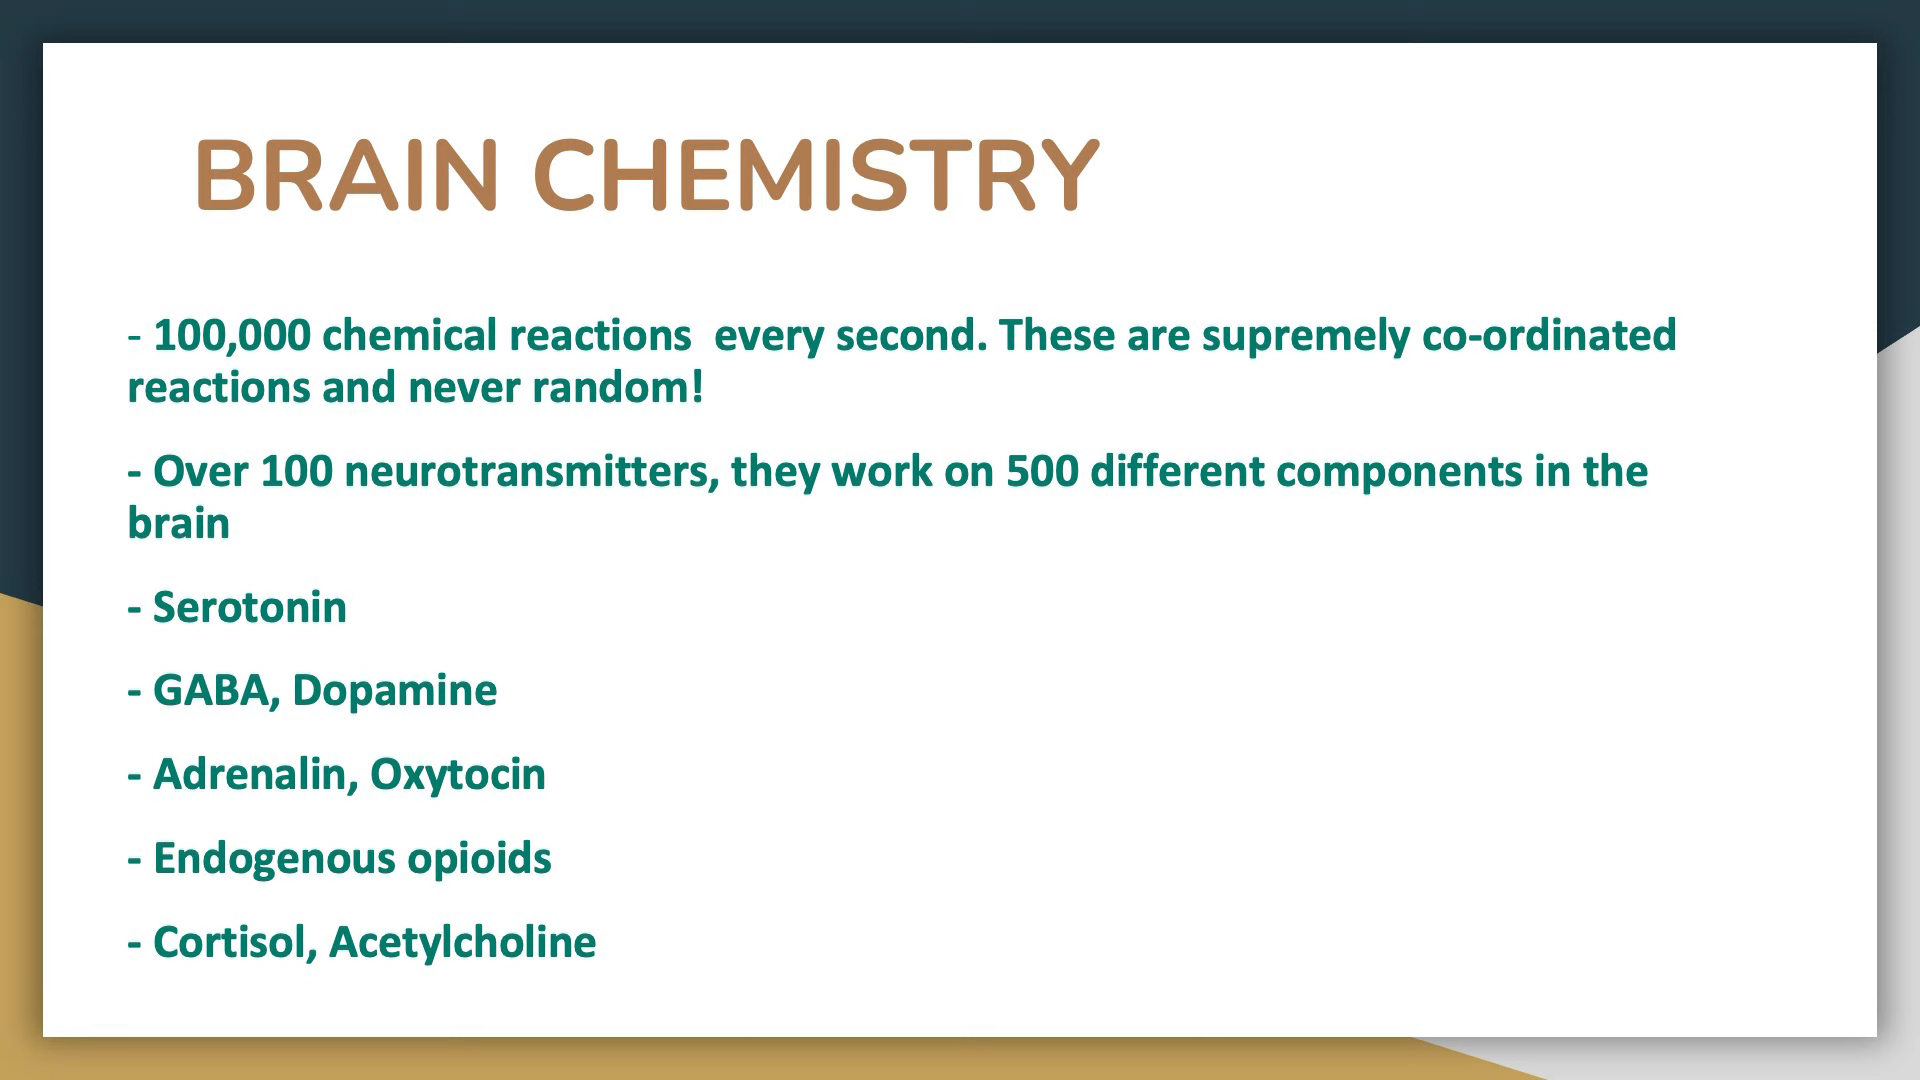 BRAIN CHEMISTRY
- 100,000 chemical reactions  every second. These are supremely co-ordinated
reactions and never random!
- Over 100 neurotransmitters, they work on 500 different components in the
brain
- Serotonin
- GABA, Dopamine
- Adrenalin, Oxytocin
- Endogenous opioids
- Cortisol, Acetylcholine